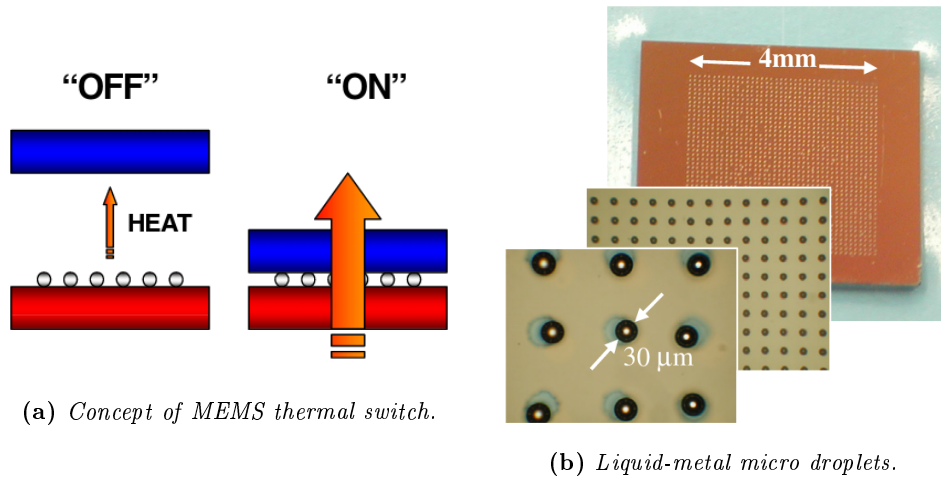 “OFF”
“ON”
HEAT
(a) Concept of MEMS thermal switch.
4mm
30 μm
(b) Liquid-metal micro droplets.